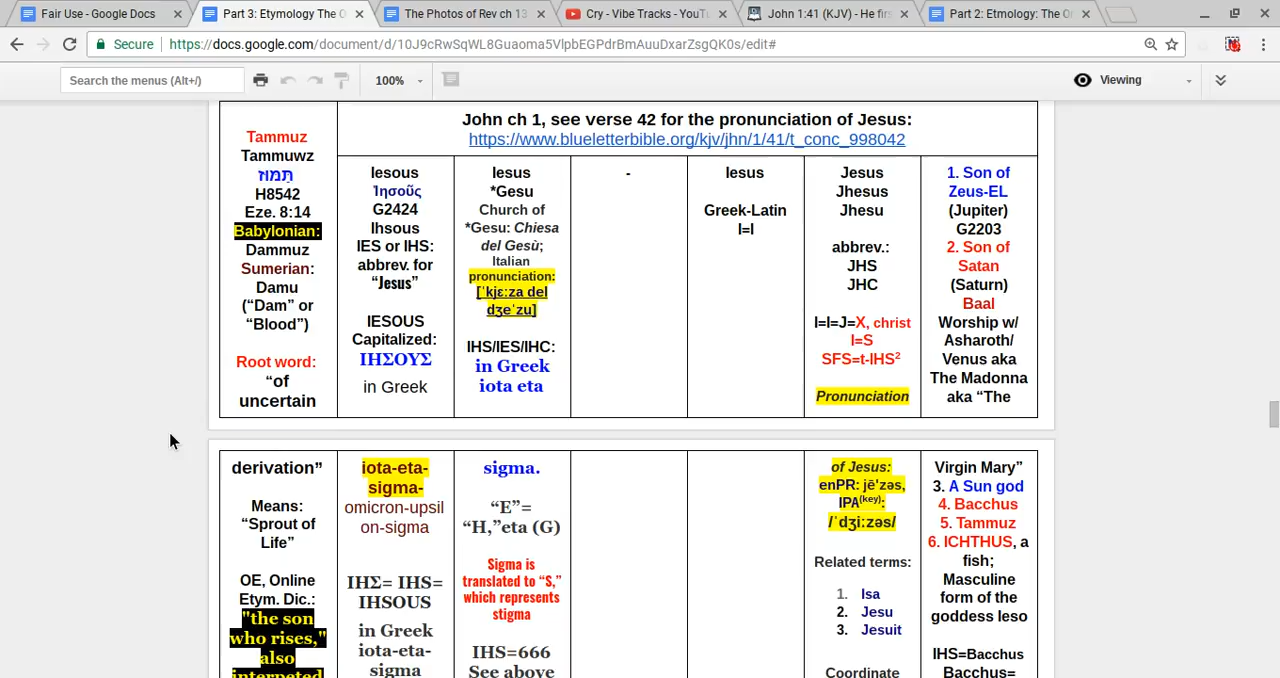 Fair Use - Google Docs
Part 3: Etymology The O
The Photos of Rev ch 13
Cry - Vibe Tracks - YouTu
John 1:41 (KJV) - He firs
Part 2: Etmology: The Or
Secure
https://docs.google.com/document/d/10J9cRwSqWL8Guaoma5VlpbEGPdrBmAuuDxarZsgQK0s/edit#
Search the menus (Alt+/)
100%
Viewing
John ch 1, see verse 42 for the pronunciation of Jesus:
https://www.blueletterbible.org/kjv/jhn/1/41/t_conc_998042
Tammuz
Tammuwz
תַּמּוּז
H8542
Eze. 8:14
Babylonian:
Dammuz
Sumerian:
Damu
(“Dam” or
“Blood”)
Root word:
“of
uncertain
Iesous
Ἰησοῦς
G2424
Ihsous
IES or IHS:
abbrev. for
“Jesus”
IESOUS
Capitalized:
ΙΗΣΟΥΣ
in Greek
Iesus
*Gesu
Church of
*Gesu: Chiesa
del Gesù;
Italian
pronunciation:
[ˈkjɛːza del
dʒeˈzu]
IHS/IES/IHC:
in Greek
iota eta
-
Iesus
Greek-Latin
I=I
Jesus
Jhesus
Jhesu
abbrev.:
JHS
JHC
I=I=J=X, christ
I=S
SFS=t-IHS2
Pronunciation
1. Son of
Zeus-EL
(Jupiter)
G2203
2. Son of
Satan
(Saturn)
Baal
Worship w/
Asharoth/
Venus aka
The Madonna
aka “The
derivation”
Means:
“Sprout of
Life”
OE, Online
Etym. Dic.:
"the son
who rises,"
also
interpeted
iota-eta-
sigma-
omicron-upsil
on-sigma
IHΣ= IHS=
IHSOUS
in Greek
iota-eta-
sigma
sigma.
“E”=
“H,”eta (G)
Sigma is
translated to “S,”
which represents
stigma
IHS=666
See above
of Jesus:
enPR: jē'zəs,
IPA(key):
/ˈdʒiːzəs/
Related terms:
1. Isa
2. Jesu
3. Jesuit
Coordinate
Virgin Mary”
3. A Sun god
4. Bacchus
5. Tammuz
6. ICHTHUS, a
fish;
Masculine
form of the
goddess Ieso
IHS=Bacchus
Bacchus=